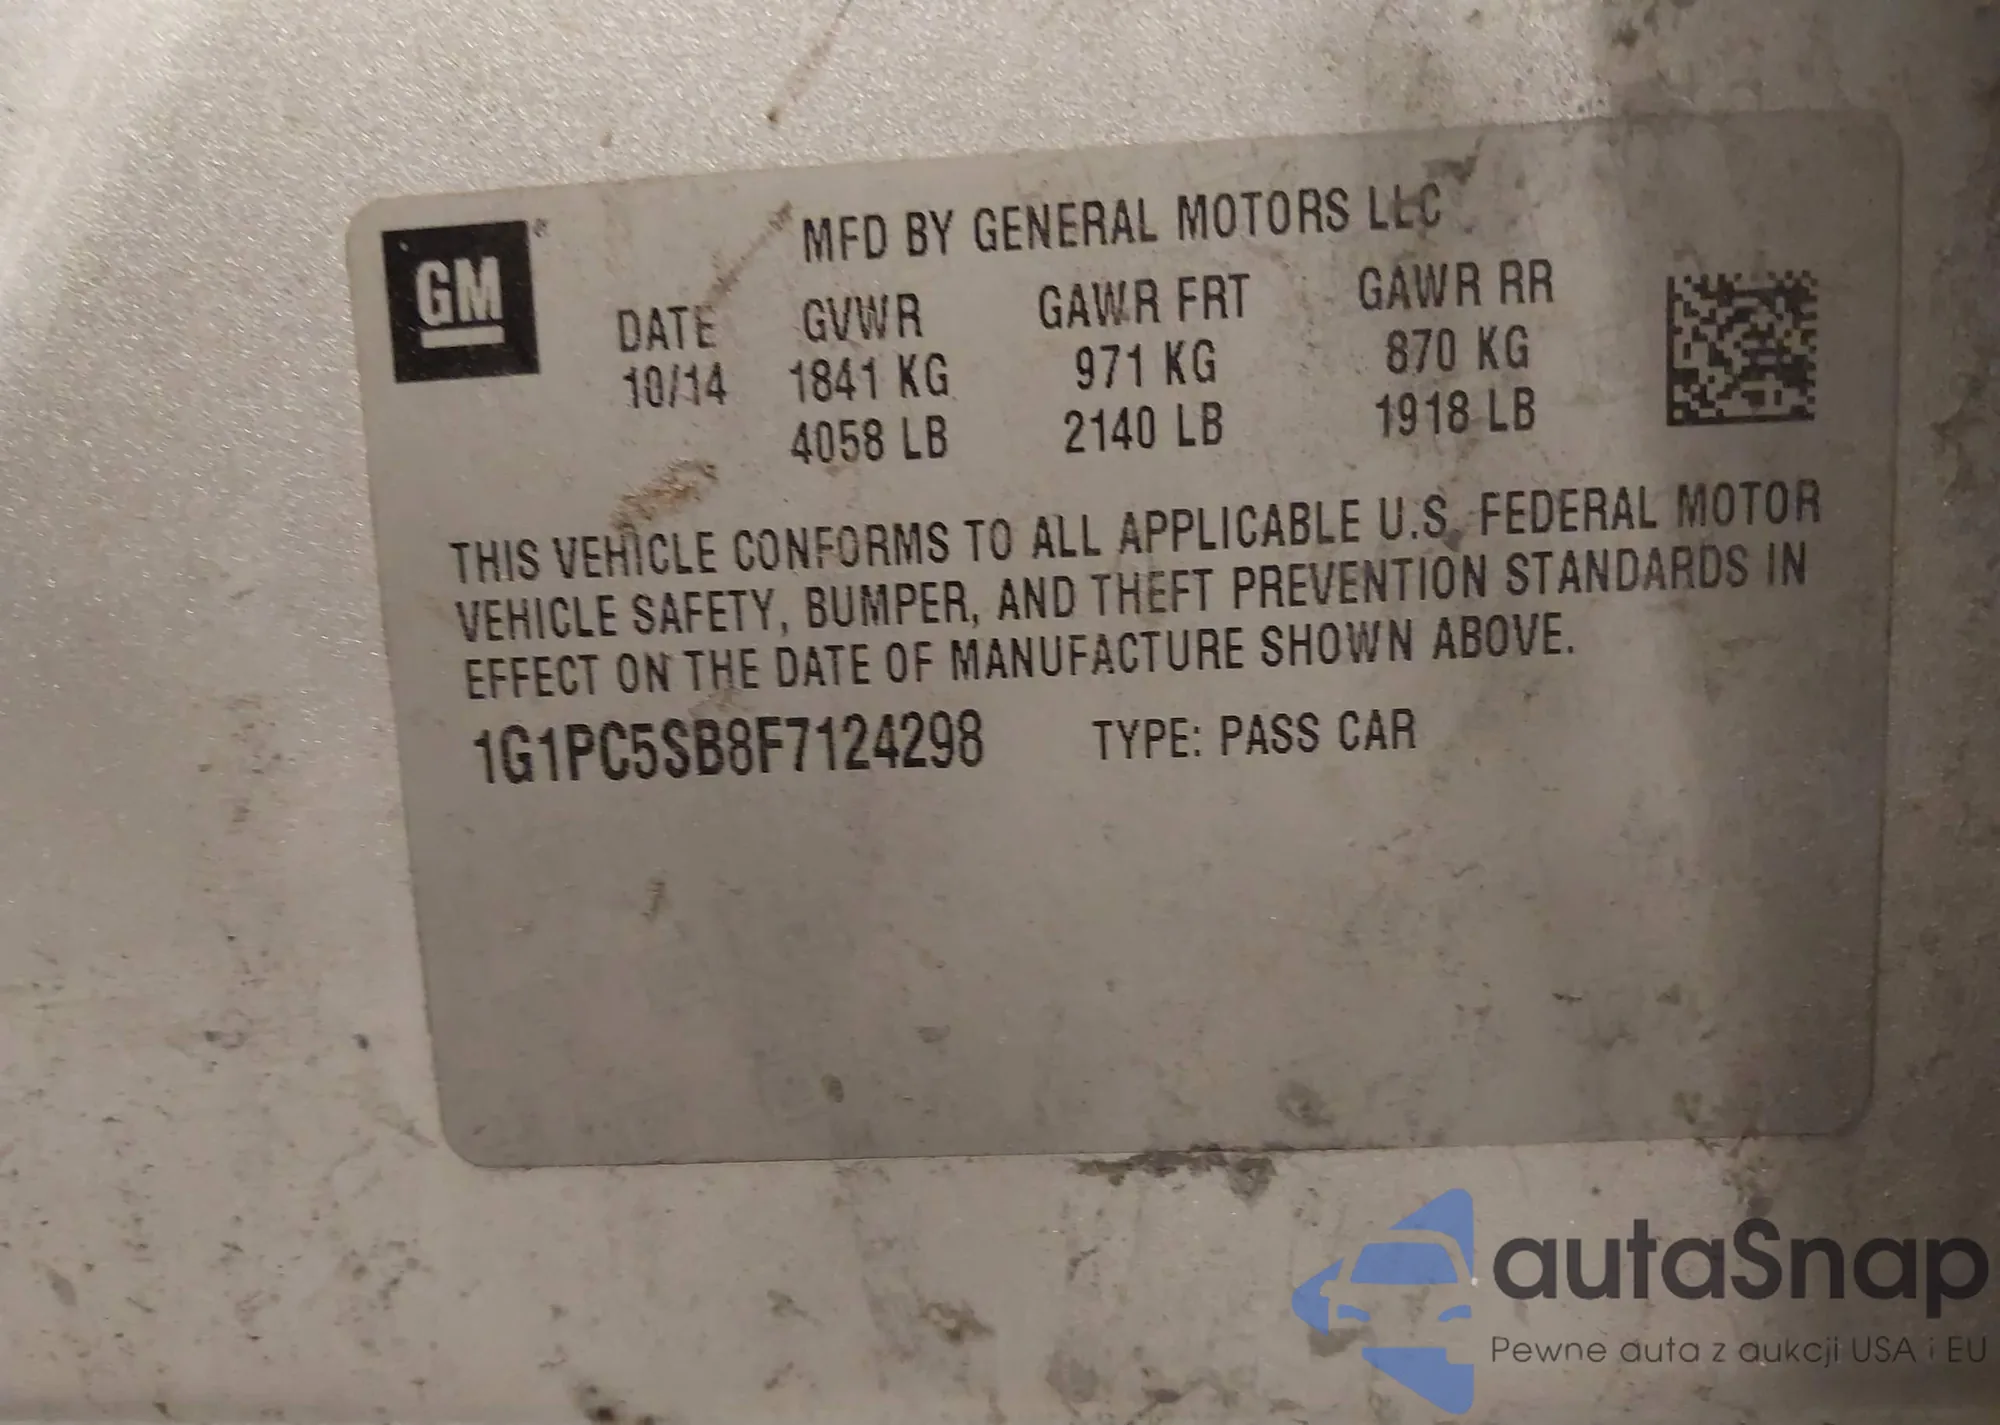 GM
MFD BY GENERAL MOTORS LLC
DATE GVWR GAWR FRT GAWR RR
10/14 1841 KG 971 KG 870 KG
4058 LB 2140 LB 1918 LB
THIS VEHICLE CONFORMS TO ALL APPLICABLE U.S. FEDERAL MOTOR
VEHICLE SAFETY, BUMPER, AND THEFT PREVENTION STANDARDS IN
EFFECT ON THE DATE OF MANUFACTURE SHOWN ABOVE.
1G1PC5SB8F7124298 TYPE: PASS CAR
autaSnap
Pewne auta z aukcji USA i EU